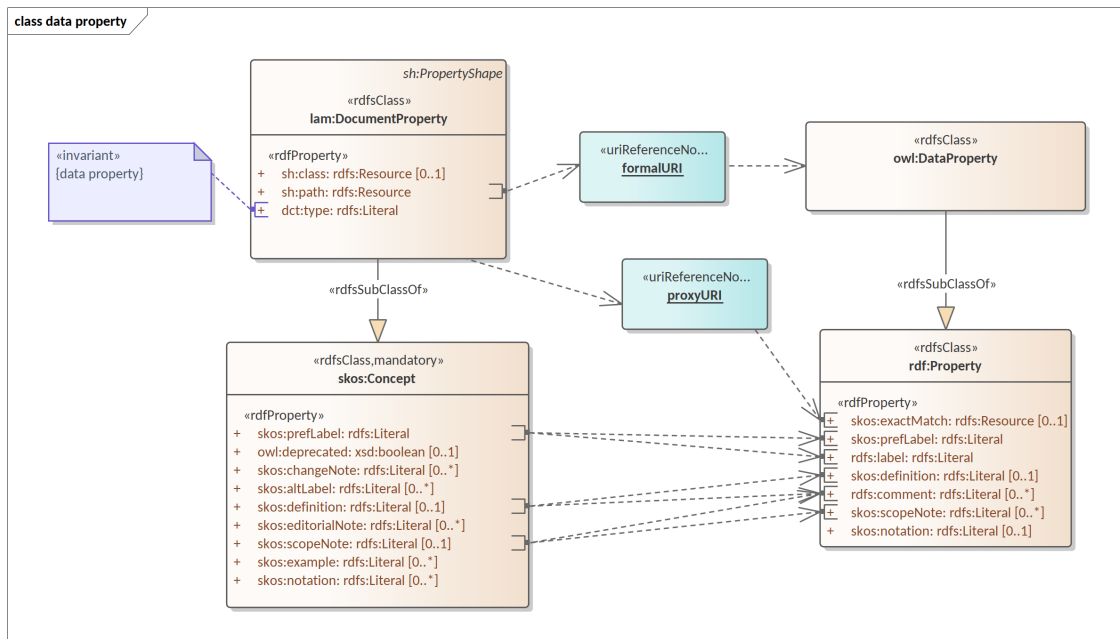 class data property
sh:PropertyShape
«rdfsClass»
lam:DocumentProperty
«rdfProperty»
+ sh:class: rdfs:Resource [0..1]
+ sh:path: rdfs:Resource
+ dct:type: rdfs:Literal
«invariant»
{data property}
«uriReferenceNo...
formalURI
«rdfsClass»
owl:DataProperty
«uriReferenceNo...
proxyURI
«rdfsSubClassOf»
«rdfsSubClassOf»
«rdfsClass,mandatory»
skos:Concept
«rdfProperty»
+ skos:prefLabel: rdfs:Literal
+ owl:deprecated: xsd:boolean [0..1]
+ skos:changeNote: rdfs:Literal [0..*]
+ skos:altLabel: rdfs:Literal [0..*]
+ skos:definition: rdfs:Literal [0..1]
+ skos:editorialNote: rdfs:Literal [0..*]
+ skos:scopeNote: rdfs:Literal [0..1]
+ skos:example: rdfs:Literal [0..*]
+ skos:notation: rdfs:Literal [0..*]
«rdfsClass»
rdf:Property
«rdfProperty»
+ skos:exactMatch: rdfs:Resource [0..1]
+ skos:prefLabel: rdfs:Literal
+ rdfs:label: rdfs:Literal
+ skos:definition: rdfs:Literal [0..1]
+ rdfs:comment: rdfs:Literal [0..*]
+ skos:scopeNote: rdfs:Literal [0..*]
+ skos:notation: rdfs:Literal [0..1]